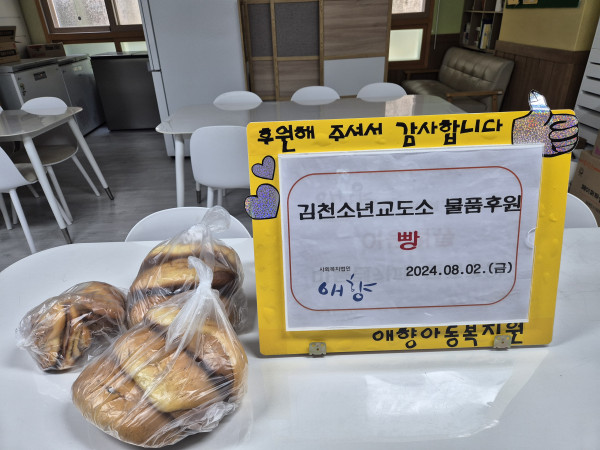 후원해 주셔서 감사합니다
김천소년교도소 물품후원
빵
사회복지법인
애향
2024.08.02.(금)
애향아동복지원